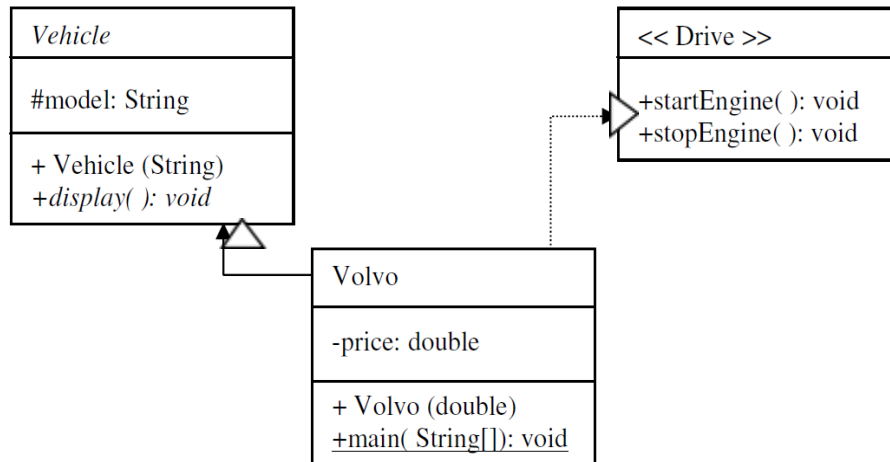 Vehicle
#model: String
+ Vehicle (String)
+display( ): void
<< Drive >>
+startEngine( ): void
+stopEngine( ): void
Volvo
-price: double
+ Volvo (double)
+main( String[]): void